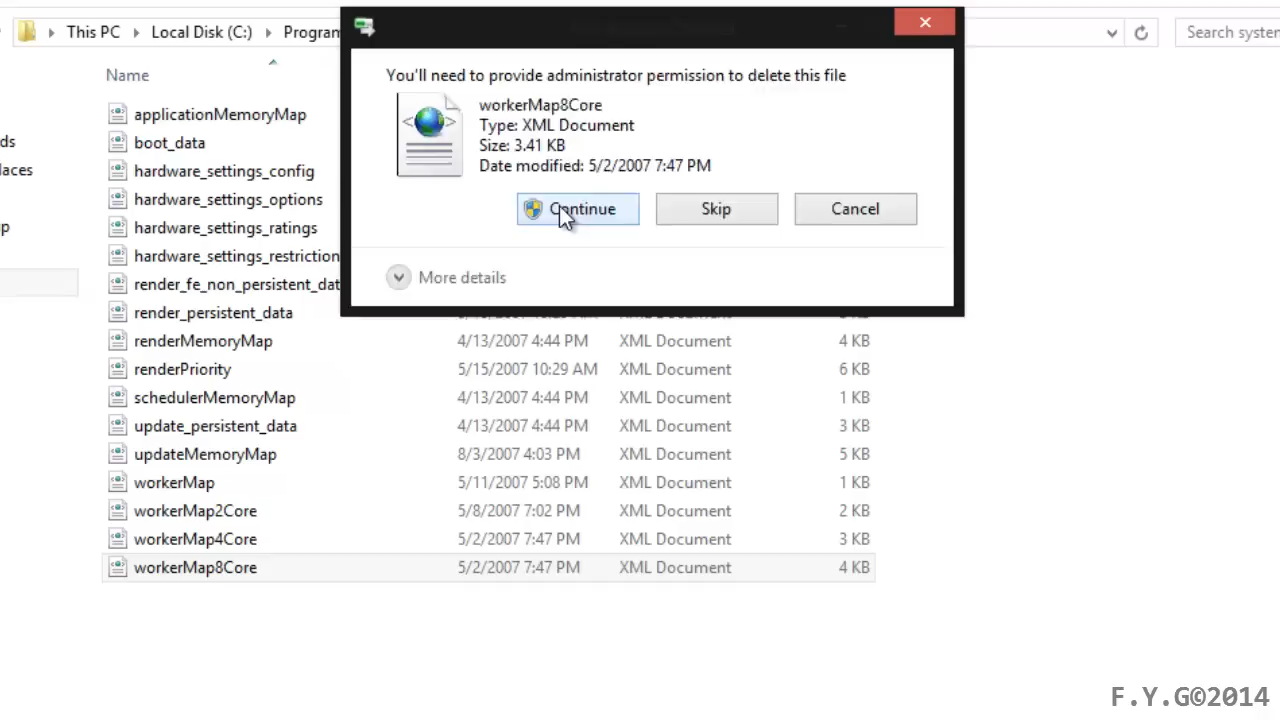 This PC
Local Disk (C:)
Program
Search system
Name
applicationMemoryMap
boot_data
hardware_settings_config
hardware_settings_options
hardware_settings_ratings
hardware_settings_restriction
render_fe_non_persistent_dat
render_persistent_data
renderMemoryMap 4/13/2007 4:44 PM XML Document 4 KB
renderPriority 5/15/2007 10:29 AM XML Document 6 KB
schedulerMemoryMap 4/13/2007 4:44 PM XML Document 1 KB
update_persistent_data 4/13/2007 4:44 PM XML Document 3 KB
updateMemoryMap 8/3/2007 4:03 PM XML Document 5 KB
workerMap 5/11/2007 5:08 PM XML Document 1 KB
workerMap2Core 5/8/2007 7:02 PM XML Document 2 KB
workerMap4Core 5/2/2007 7:47 PM XML Document 3 KB
workerMap8Core 5/2/2007 7:47 PM XML Document 4 KB
You'll need to provide administrator permission to delete this file
workerMap8Core
Type: XML Document
Size: 3.41 KB
Date modified: 5/2/2007 7:47 PM
Continue
Skip
Cancel
More details
F.Y.G©2014